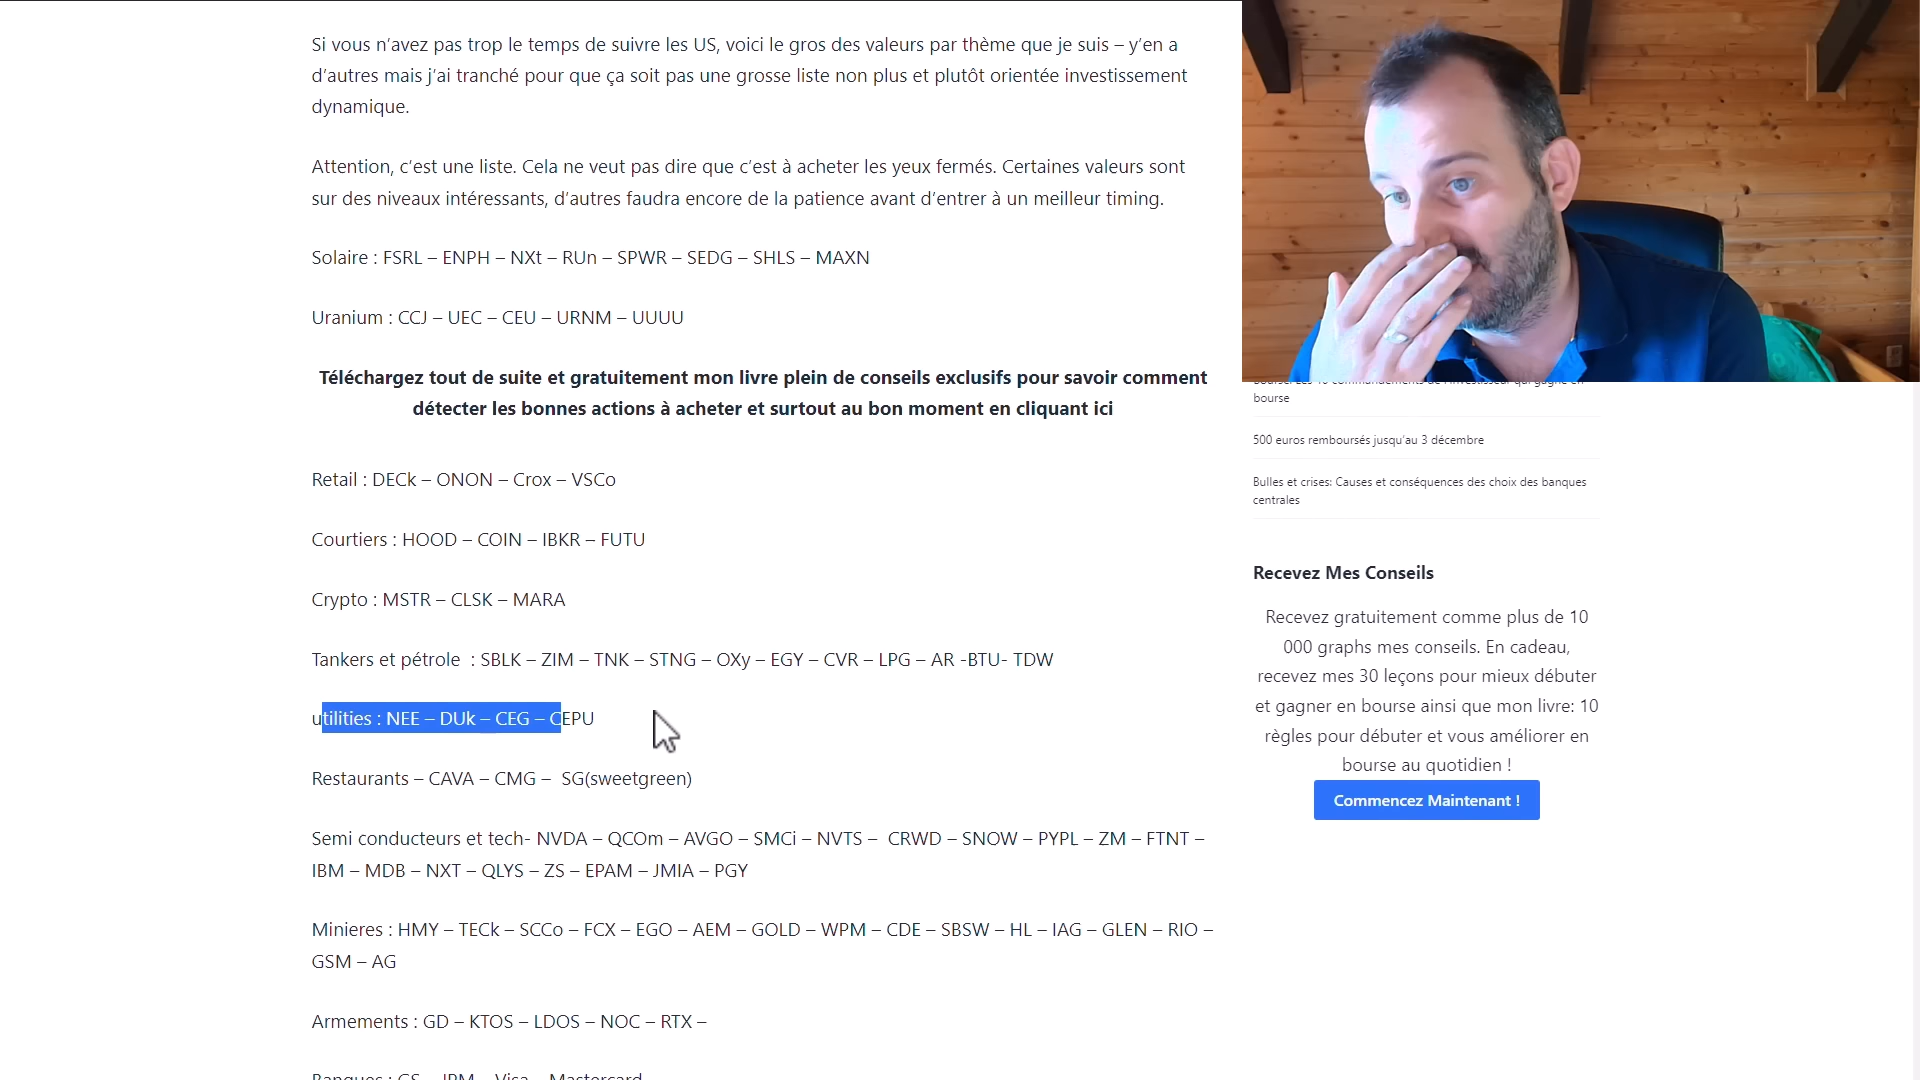 Si vous n’avez pas trop le temps de suivre les US, voici le gros des valeurs par thème que je suis – y’en a
d’autres mais j’ai tranché pour que ça soit pas une grosse liste non plus et plutôt orientée investissement
dynamique.
Attention, c’est une liste. Cela ne veut pas dire que c’est à acheter les yeux fermés. Certaines valeurs sont
sur des niveaux intéressants, d’autres faudra encore de la patience avant d’entrer à un meilleur timing.
Solaire : FSRL – ENPH – NXt – RUn – SPWR – SEDG – SHLS – MAXN
Uranium : CCJ – UEC – CEU – URNM – UUUU
Téléchargez tout de suite et gratuitement mon livre plein de conseils exclusifs pour savoir comment
détecter les bonnes actions à acheter et surtout au bon moment en cliquant ici
Retail : DECk – ONON – Crox – VSCo
Courtiers : HOOD – COIN – IBKR – FUTU
Crypto : MSTR – CLSK – MARA
Tankers et pétrole  : SBLK – ZIM – TNK – STNG – OXy – EGY – CVR – LPG – AR -BTU- TDW
utilities : NEE – DUk – CEG – CEPU
Restaurants – CAVA – CMG –  SG(sweetgreen)
Semi conducteurs et tech- NVDA – QCOm – AVGO – SMCi – NVTS –  CRWD – SNOW – PYPL – ZM – FTNT –
IBM – MDB – NXT – QLYS – ZS – EPAM – JMIA – PGY
Minieres : HMY – TECk – SCCo – FCX – EGO – AEM – GOLD – WPM – CDE – SBSW – HL – IAG – GLEN – RIO –
GSM – AG
Armements : GD – KTOS – LDOS – NOC – RTX –
Banques : GS – JPM – Visa – Mastercard
bourse
500 euros remboursés jusqu’au 3 décembre
Bulles et crises: Causes et conséquences des choix des banques
centrales
Recevez Mes Conseils
Recevez gratuitement comme plus de 10
000 graphs mes conseils. En cadeau,
recevez mes 30 leçons pour mieux débuter
et gagner en bourse ainsi que mon livre: 10
règles pour débuter et vous améliorer en
bourse au quotidien !
Commencez Maintenant !